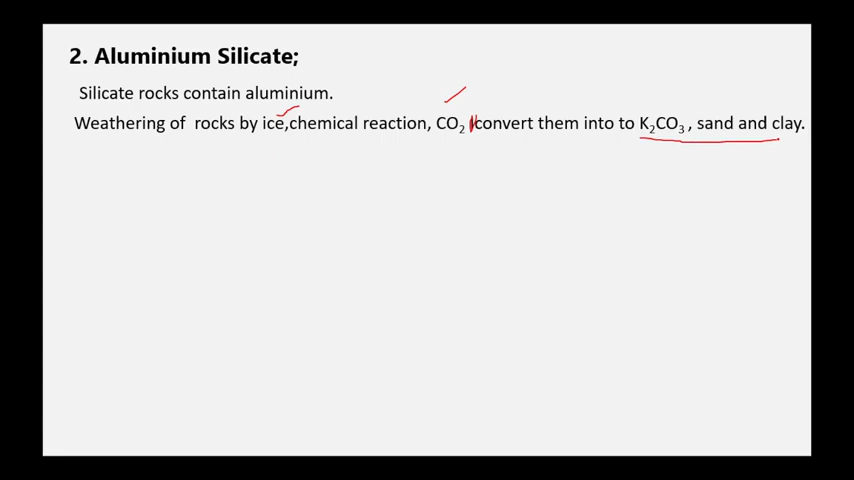 2. Aluminium Silicate;
Silicate rocks contain aluminium.
Weathering of rocks by ice,chemical reaction, CO₂ convert them into to K₂CO₃ , sand and clay.